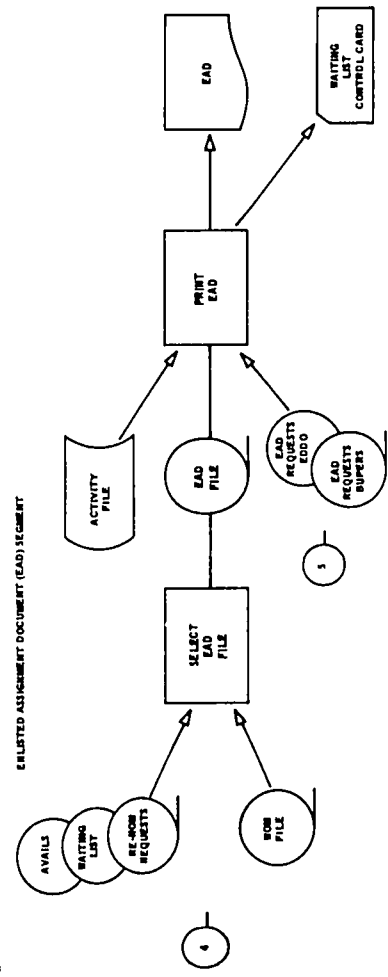 ENLISTED ASSIGNMENT DOCUMENT (EAD) SEGMENT
4
AVAILS
WAITING
LIST
RE-NOM
REQUESTS
NOM
FILE
SELECT
EAD
FILE
ACTIVITY
FILE
EAD
FILE
5
EAD
REQUESTS
EDDO
EAD
REQUESTS
BUPERS
PRINT
EAD
EAD
WAITING
LIST
CONTROL CARD